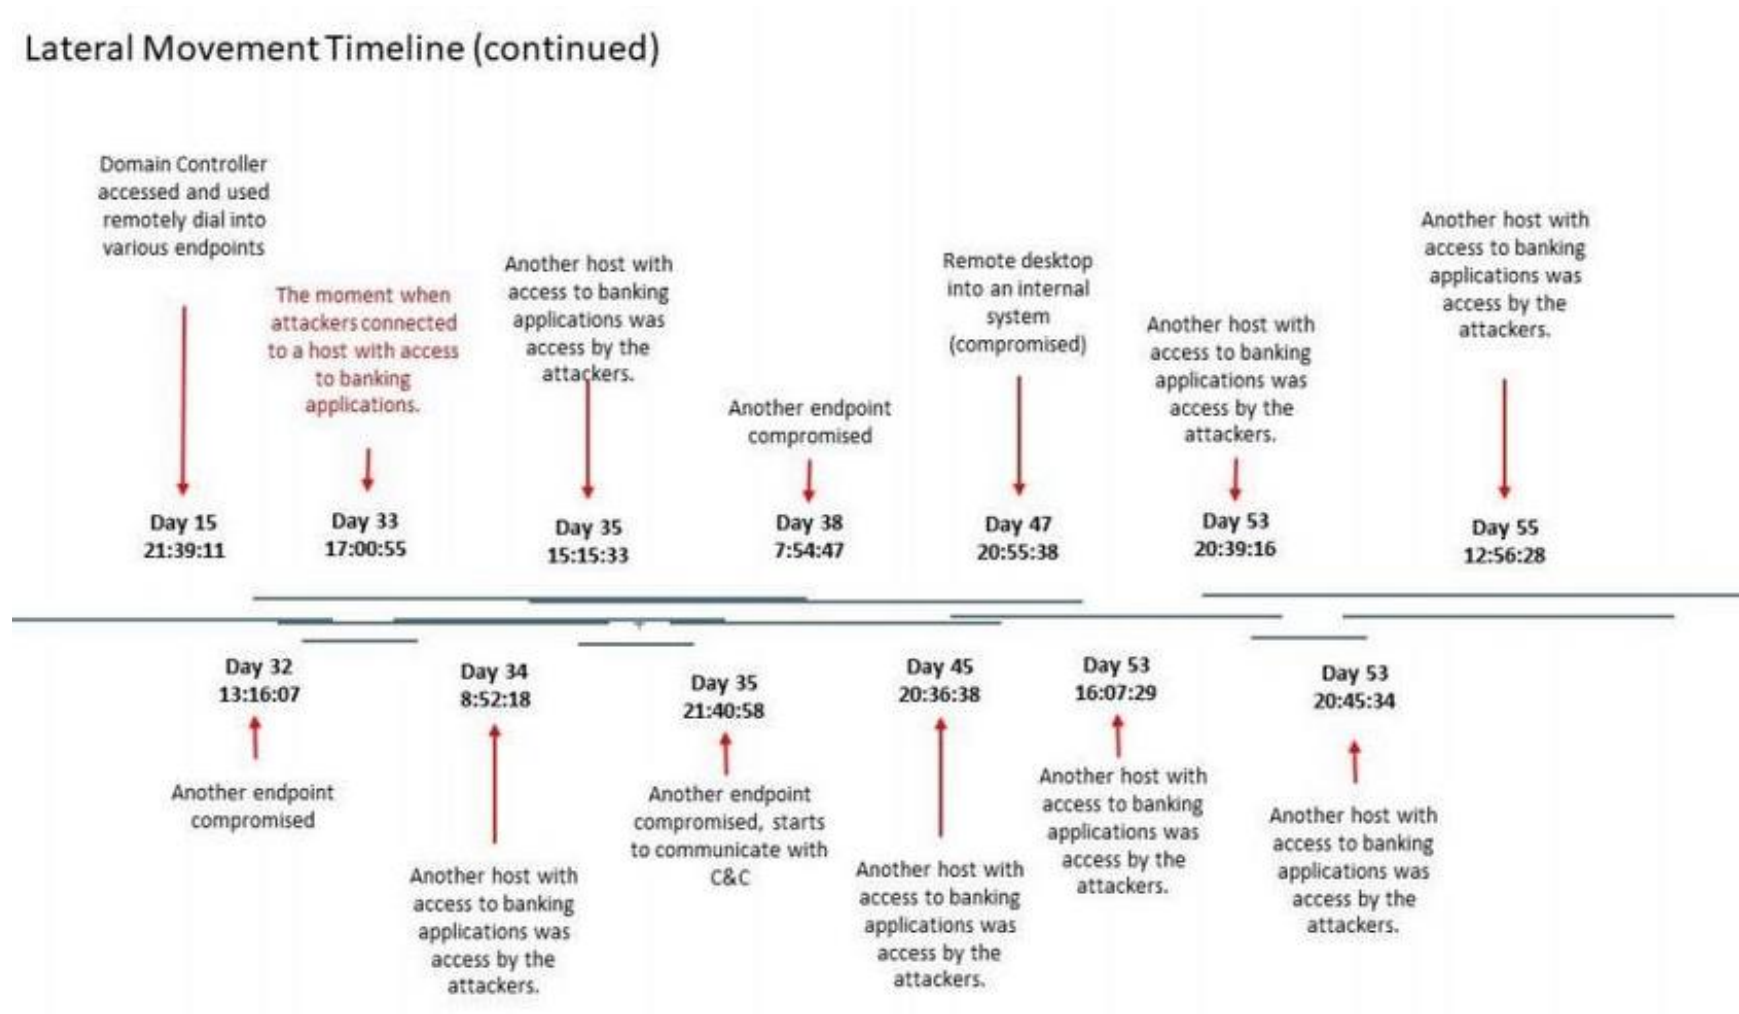 Lateral Movement Timeline (continued)
Domain Controller
accessed and used
remotely dial into
various endpoints
Day 15
21:39:11
The moment when
attackers connected
to a host with access
to banking
applications.
Day 33
17:00:55
Another host with
access to banking
applications was
access by the
attackers.
Day 35
15:15:33
Another endpoint
compromised
Day 38
7:54:47
Remote desktop
into an internal
system
(compromised)
Day 47
20:55:38
Another host with
access to banking
applications was
access by the
attackers.
Day 53
20:39:16
Another host with
access to banking
applications was
access by the
attackers.
Day 55
12:56:28
Day 32
13:16:07
Another endpoint
compromised
Day 34
8:52:18
Another host with
access to banking
applications was
access by the
attackers.
Day 35
21:40:58
Another endpoint
compromised, starts
to communicate with
C&C
Day 45
20:36:38
Another host with
access to banking
applications was
access by the
attackers.
Day 53
16:07:29
Another host with
access to banking
applications was
access by the
attackers.
Day 53
20:45:34
Another host with
access to banking
applications was
access by the
attackers.